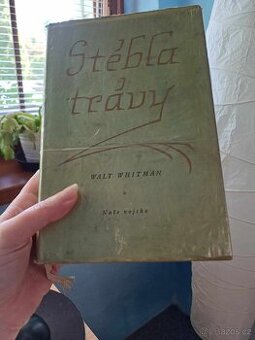 Stébla
trávy
WALT WHITMAN
Naše vojsko